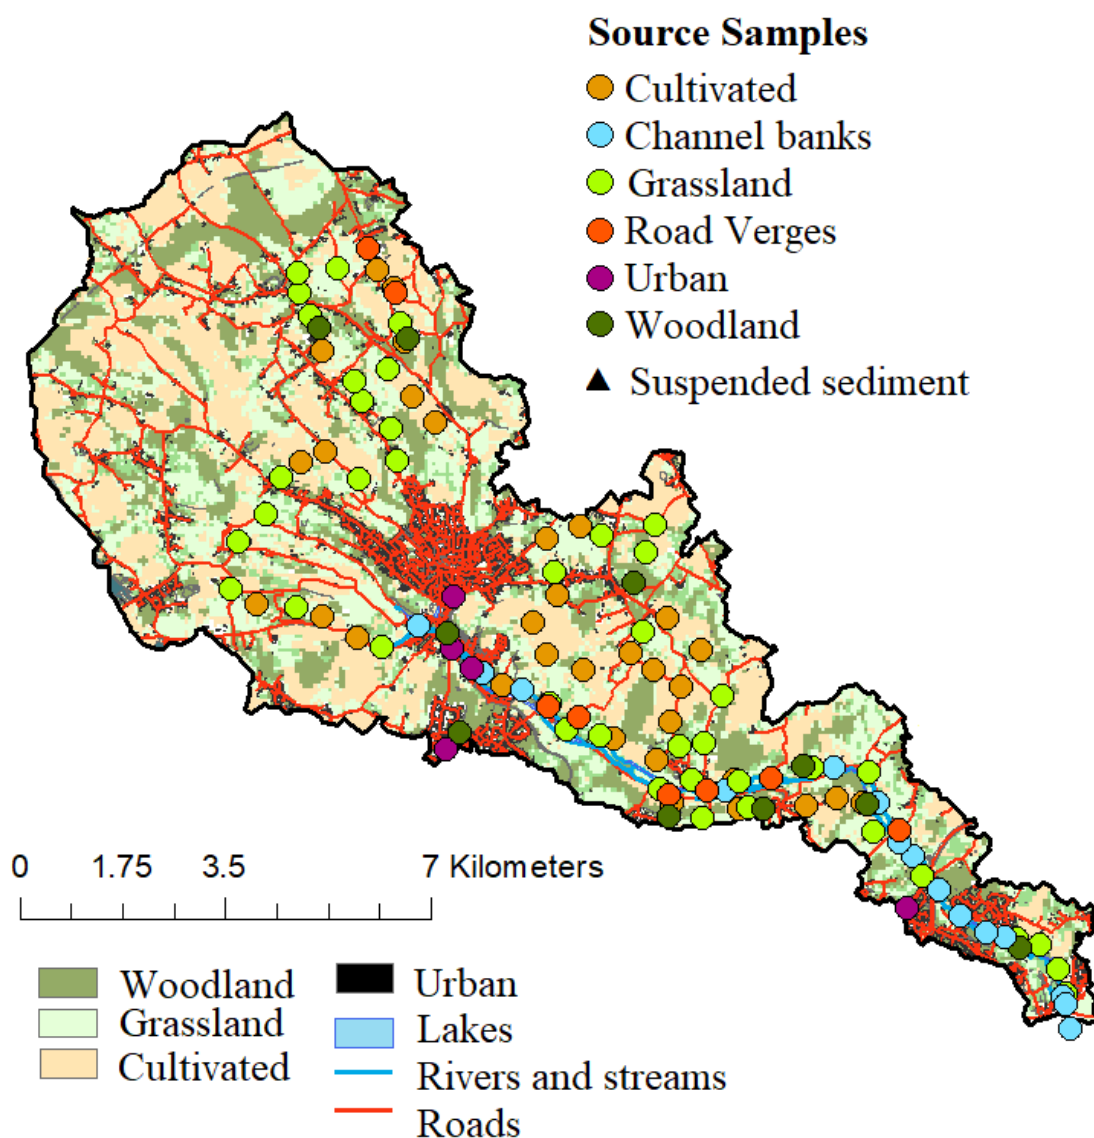 Source Samples
Cultivated
Channel banks
Grassland
Road Verges
Urban
Woodland
Suspended sediment
0 1.75 3.5 7 Kilometers
Woodland
Grassland
Cultivated
Urban
Lakes
Rivers and streams
Roads